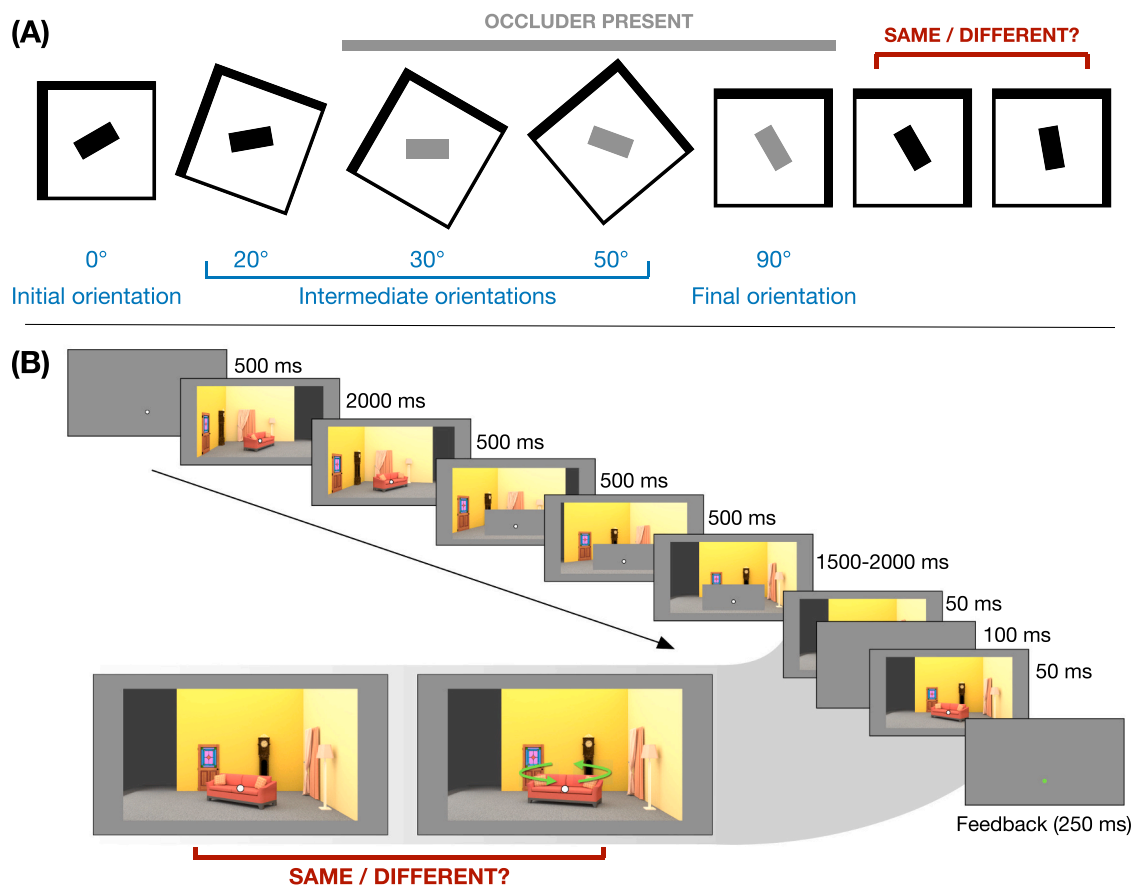 (A)
OCCLUDER PRESENT
SAME / DIFFERENT?
0°
20°
30°
50°
90°
Initial orientation
Intermediate orientations
Final orientation
(B)
500 ms
2000 ms
500 ms
500 ms
500 ms
1500-2000 ms
50 ms
100 ms
50 ms
Feedback (250 ms)
SAME / DIFFERENT?